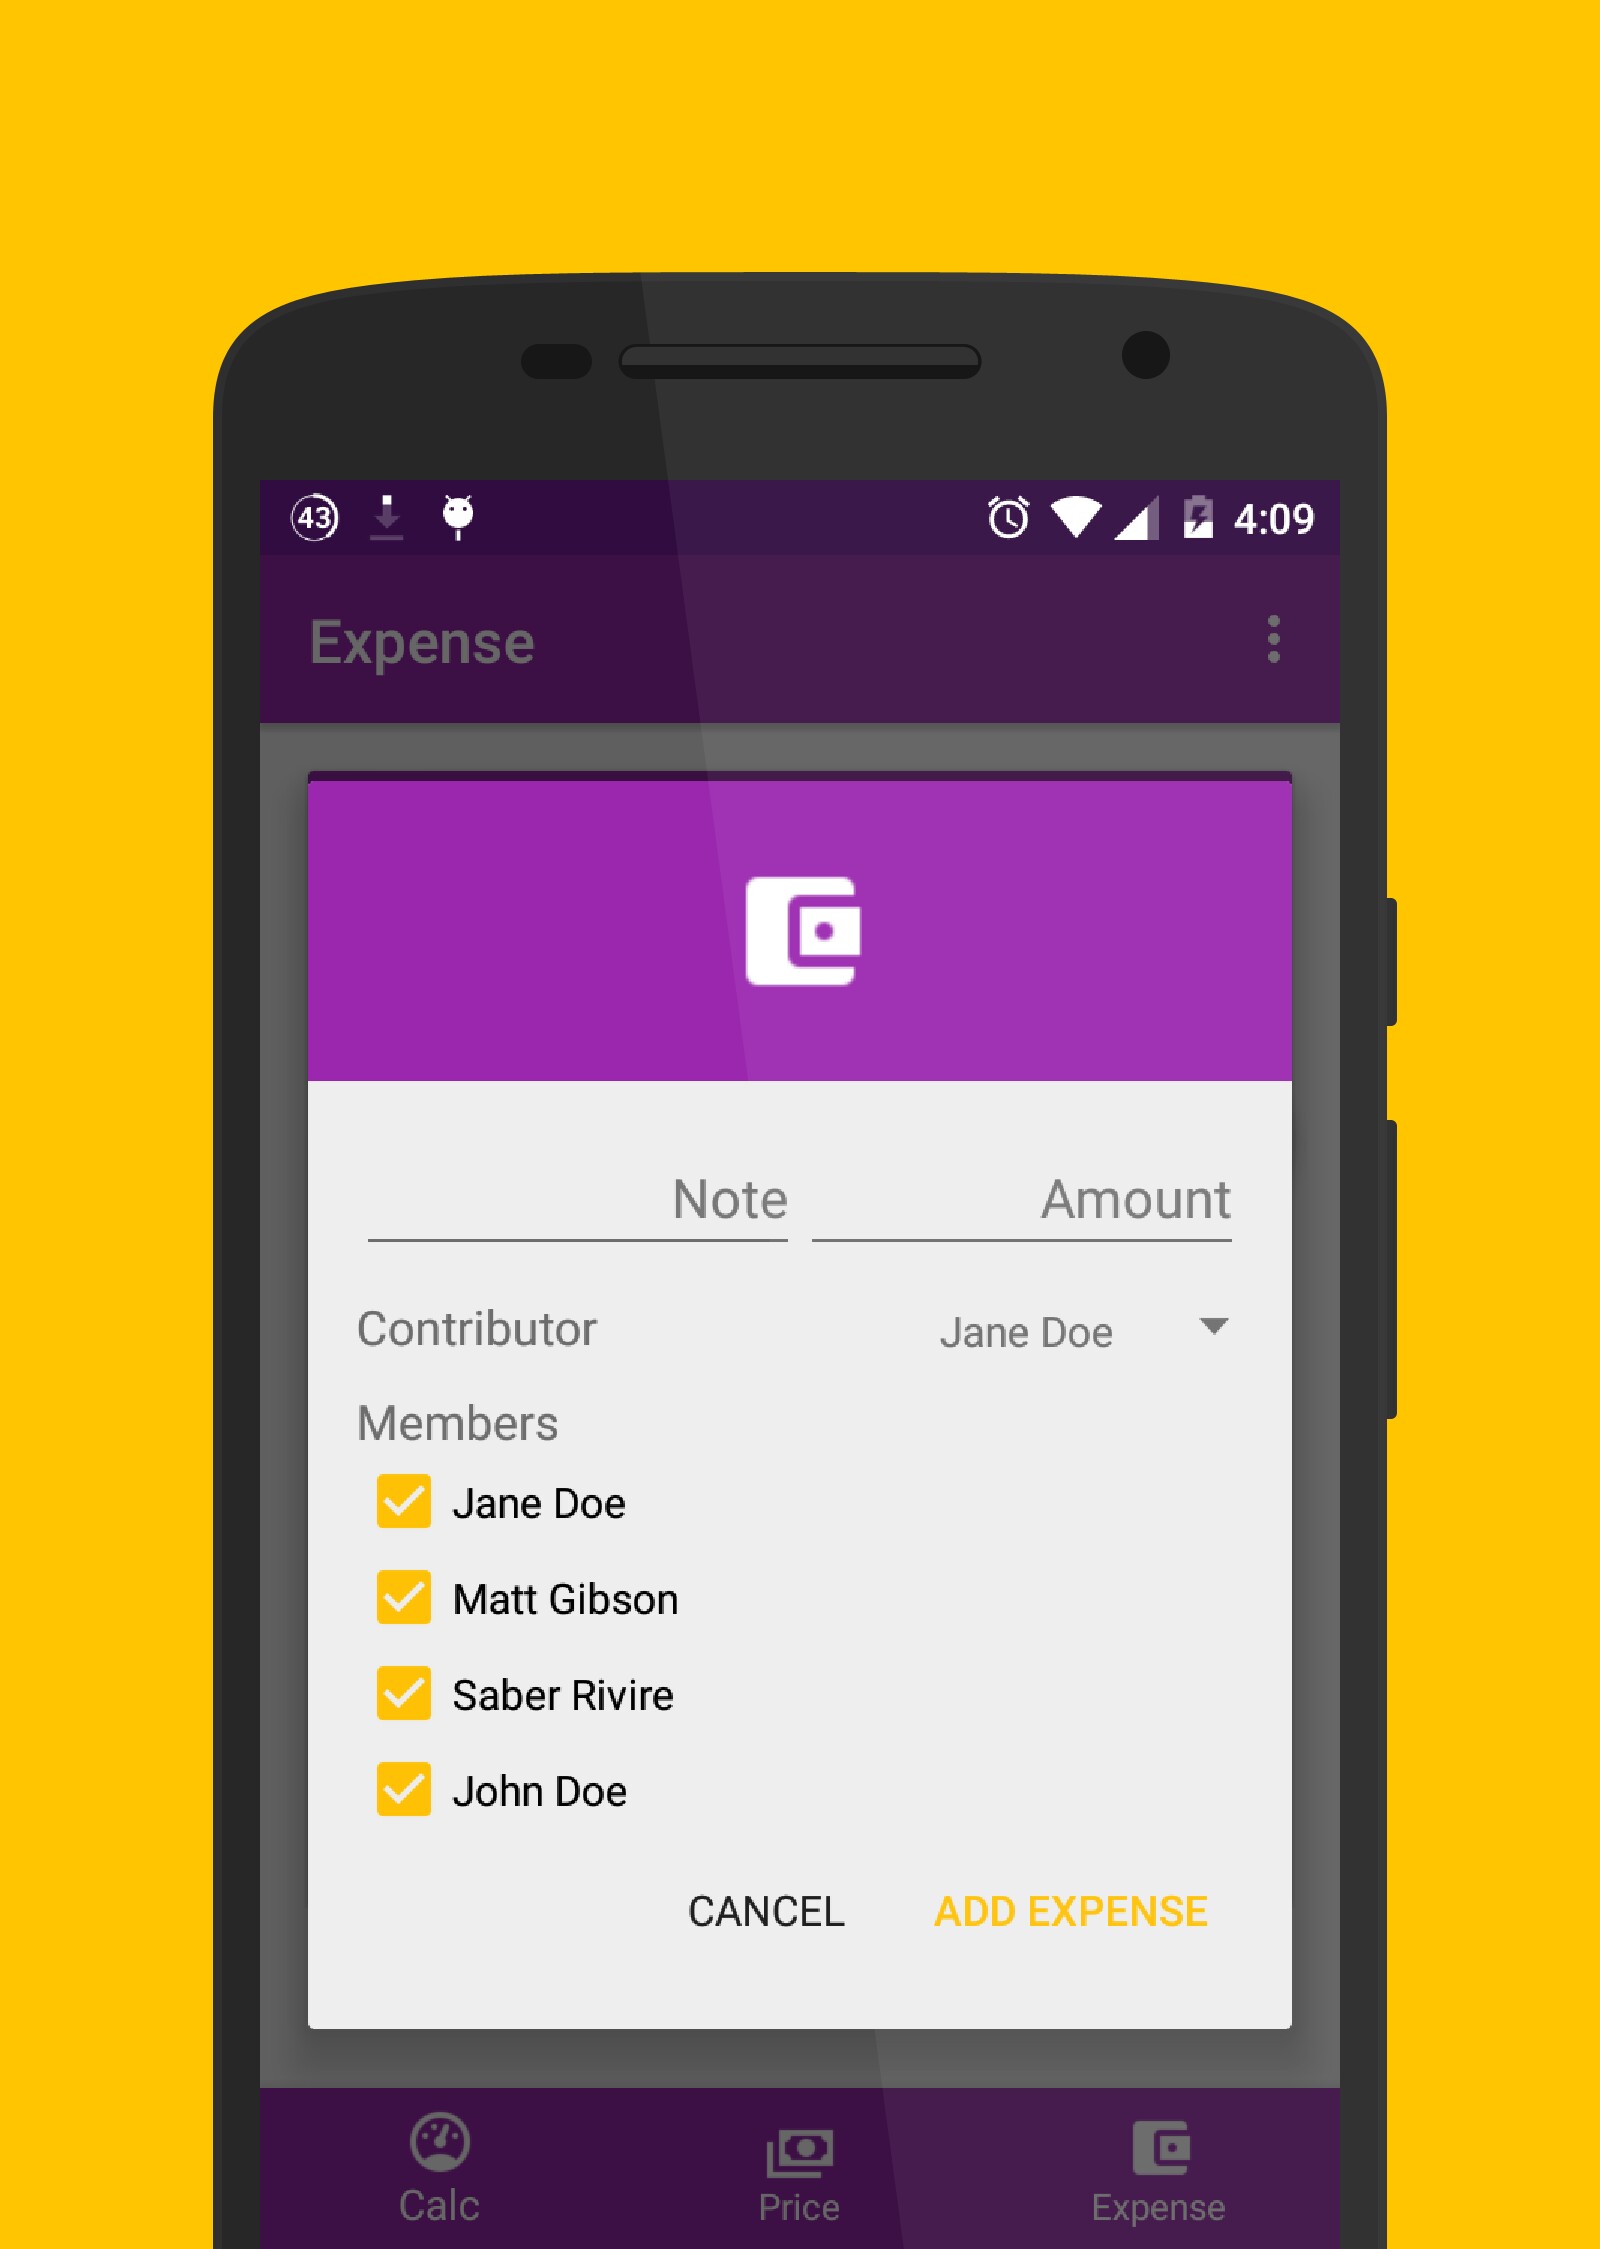 43
4:09
Expense
Note Amount
Contributor Jane Doe
Members
Jane Doe
Matt Gibson
Saber Rivire
John Doe
CANCEL ADD EXPENSE
Calc Price Expense